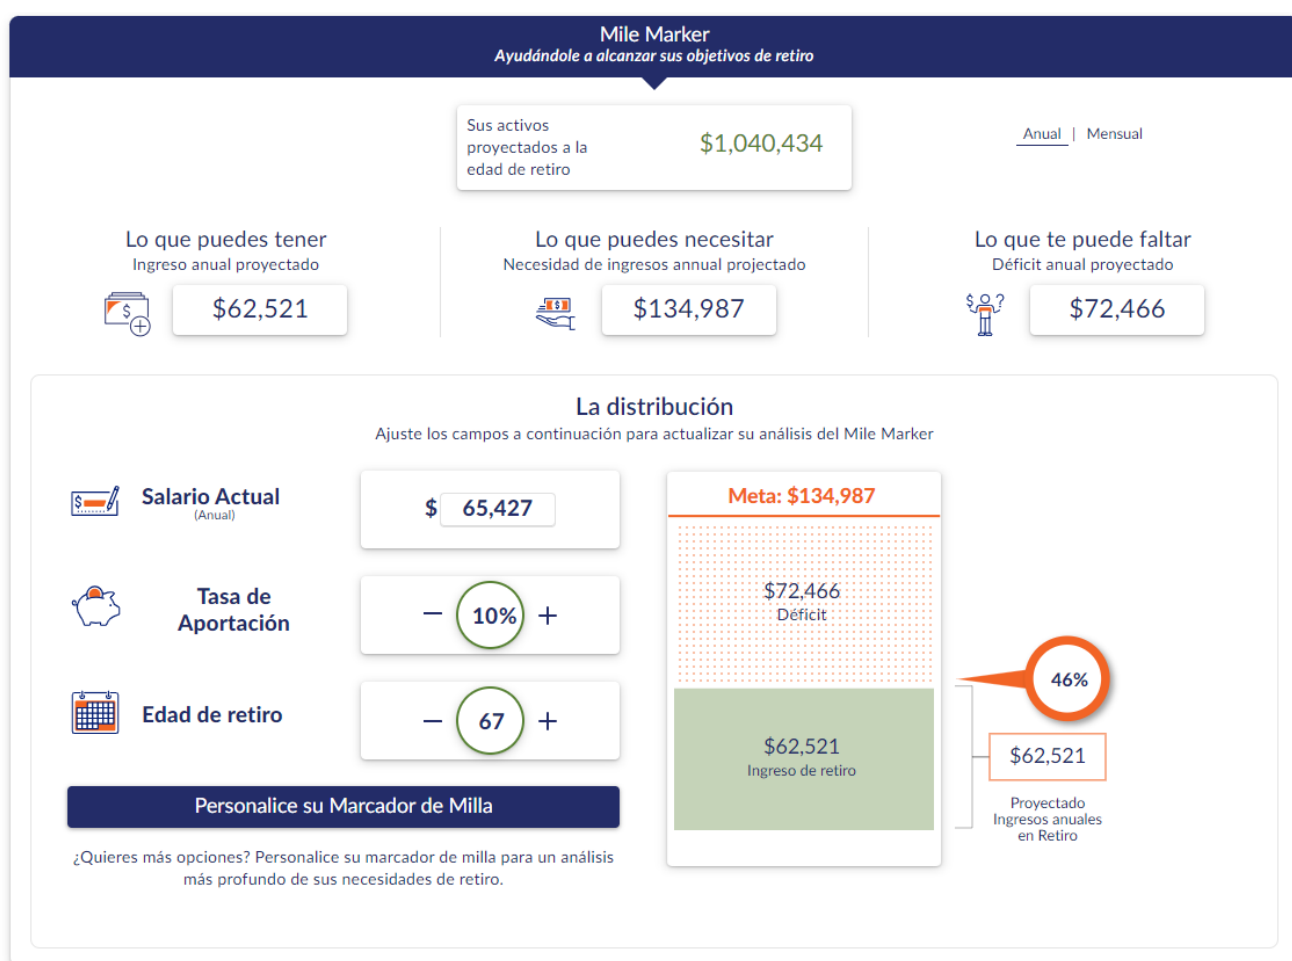 Mile Marker
Ayudándole a alcanzar sus objetivos de retiro
Sus activos
proyectados a la
edad de retiro
$1,040,434
Anual | Mensual
Lo que puedes tener
Ingreso anual proyectado
$62,521
Lo que puedes necesitar
Necesidad de ingresos annual projectado
$134,987
Lo que te puede faltar
Déficit anual proyectado
$72,466
La distribución
Ajuste los campos a continuación para actualizar su análisis del Mile Marker
Salario Actual
(Anual)
$ 65,427
Tasa de
Aportación
− 10% +
Edad de retiro
− 67 +
Personalice su Marcador de Milla
¿Quieres más opciones? Personalice su marcador de milla para un análisis
más profundo de sus necesidades de retiro.
Meta: $134,987
$72,466
Déficit
$62,521
Ingreso de retiro
46%
$62,521
Proyectado
Ingresos anuales
en Retiro